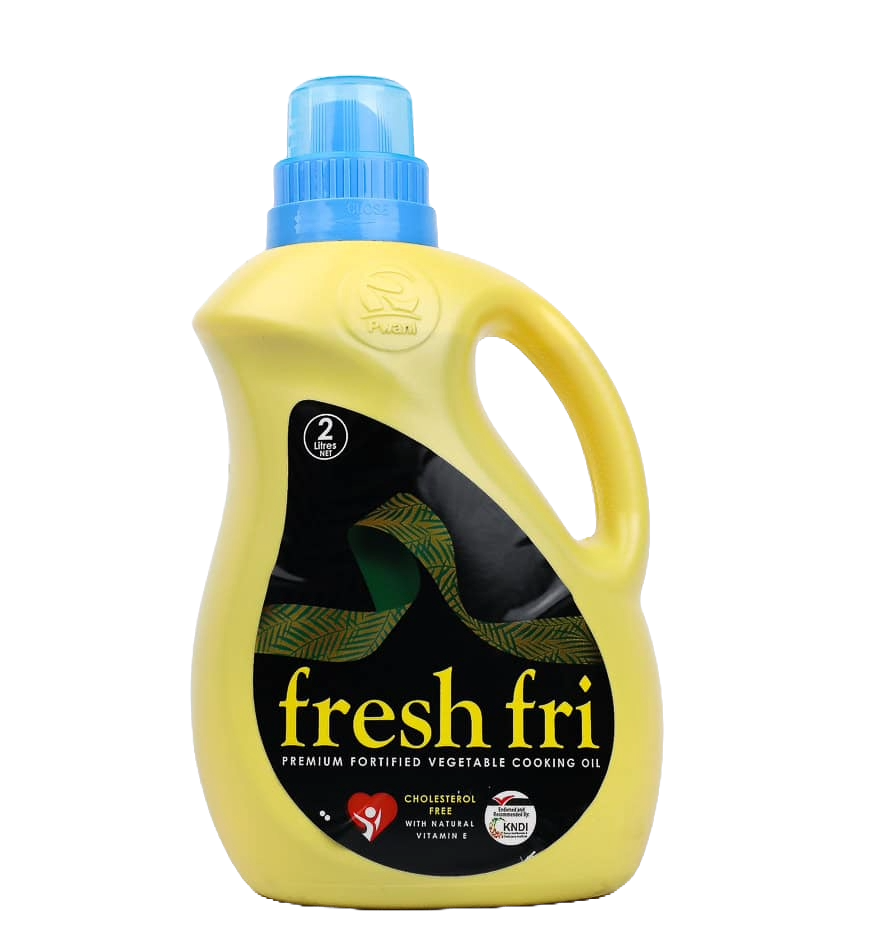 CLOSE
Pwani
2
Litres
NET
fresh fri
PREMIUM FORTIFIED VEGETABLE COOKING OIL
CHOLESTEROL
FREE
WITH NATURAL
VITAMIN E
Endorsed and
Recommended By:
KNDI